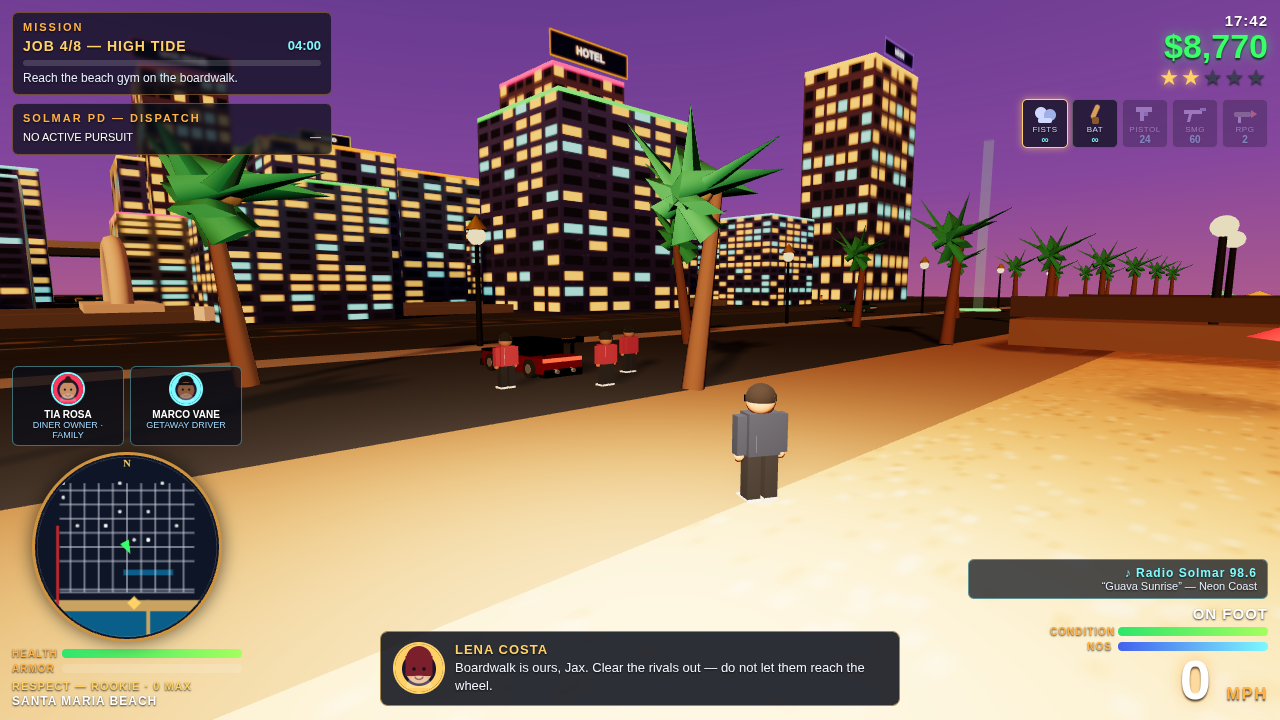 MISSION
JOB 4/8 — HIGH TIDE 04:00
Reach the beach gym on the boardwalk.
SOLMAR PD — DISPATCH
NO ACTIVE PURSUIT —
HOTEL
17:42
$8,770
FISTS
∞
BAT
∞
PISTOL
24
SMG
60
RPG
2
TIA ROSA
DINER OWNER · FAMILY
MARCO VANE
GETAWAY DRIVER
N
HEALTH
ARMOR
RESPECT — ROOKIE · 0 MAX
SANTA MARIA BEACH
LENA COSTA
Boardwalk is ours, Jax. Clear the rivals out — do not let them reach the
wheel.
♪ Radio Solmar 98.6
“Guava Sunrise” — Neon Coast
ON FOOT
CONDITION
NOS
0 MPH